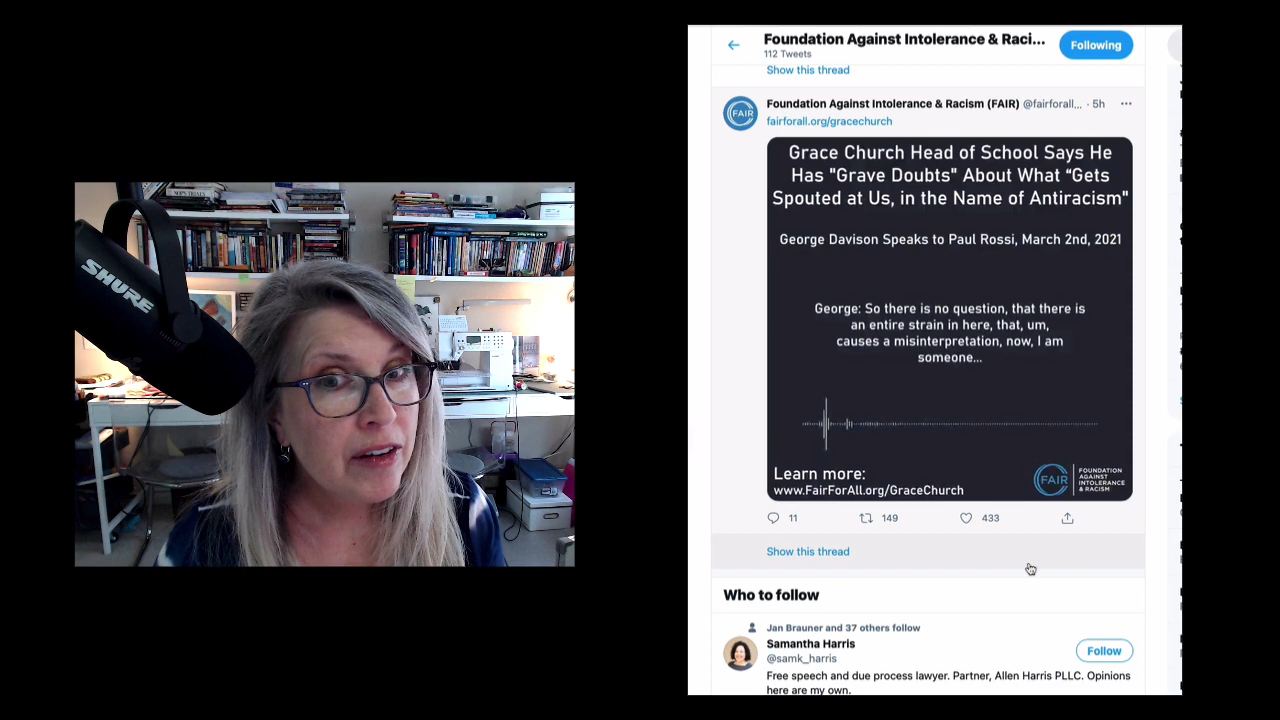 SHURE
Foundation Against Intolerance & Raci...
112 Tweets
Following
Show this thread
Foundation Against Intolerance & Racism (FAIR) @fairforall_... · 5h
fairforall.org/gracechurch
FAIR
Grace Church Head of School Says He
Has "Grave Doubts" About What “Gets
Spouted at Us, in the Name of Antiracism"
George Davison Speaks to Paul Rossi, March 2nd, 2021
George: So there is no question, that there is
an entire strain in here, that, um,
causes a misinterpretation, now, I am
someone...
Learn more:
www.FairForAll.org/GraceChurch
FAIR
FOUNDATION
AGAINST
INTOLERANCE
& RACISM
11 149 433
Show this thread
Who to follow
Jan Brauner and 37 others follow
Samantha Harris
@samk_harris
Follow
Free speech and due process lawyer. Partner, Allen Harris PLLC. Opinions
here are my own.